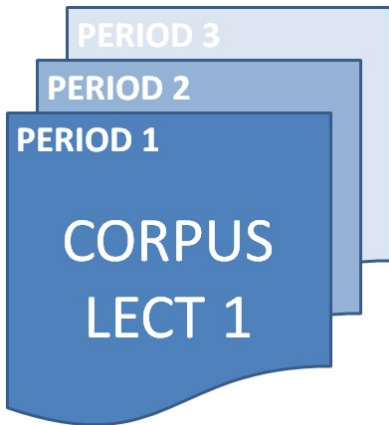 PERIOD 3
PERIOD 2
PERIOD 1
CORPUS
LECT 1